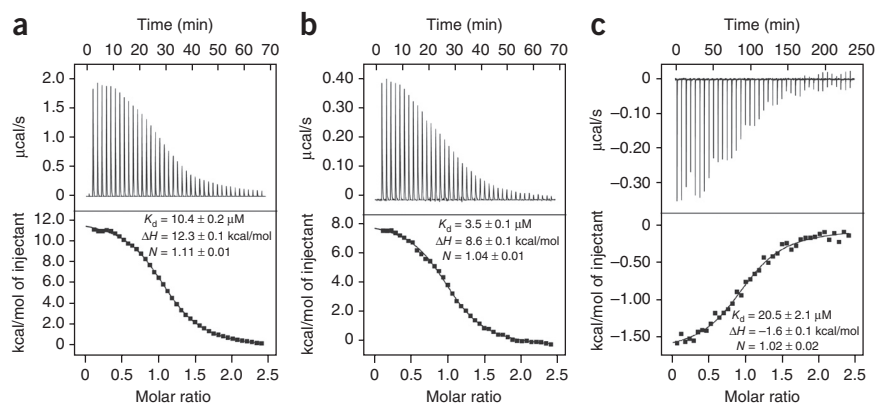 a
Time (min)
0 10 20 30 40 50 60 70
2.0
1.5
1.0
0.5
0
µcal/s
12.0
10.0
8.0
6.0
4.0
2.0
0.0
kcal/mol of injectant
Kd = 10.4 ± 0.2 µM
ΔH = 12.3 ± 0.1 kcal/mol
N = 1.11 ± 0.01
0.0 0.5 1.0 1.5 2.0 2.5
Molar ratio
b
Time (min)
0 10 20 30 40 50 60 70
0.40
0.30
0.20
0.10
0
µcal/s
8.0
6.0
4.0
2.0
0
kcal/mol of injectant
Kd = 3.5 ± 0.1 µM
ΔH = 8.6 ± 0.1 kcal/mol
N = 1.04 ± 0.01
0.0 0.5 1.0 1.5 2.0 2.5
Molar ratio
c
Time (min)
0 50 100 150 200 250
0
–0.10
–0.20
–0.30
µcal/s
0
–0.50
–1.00
–1.50
kcal/mol of injectant
Kd = 20.5 ± 2.1 µM
ΔH = –1.6 ± 0.1 kcal/mol
N = 1.02 ± 0.02
0.0 0.5 1.0 1.5 2.0 2.5
Molar ratio